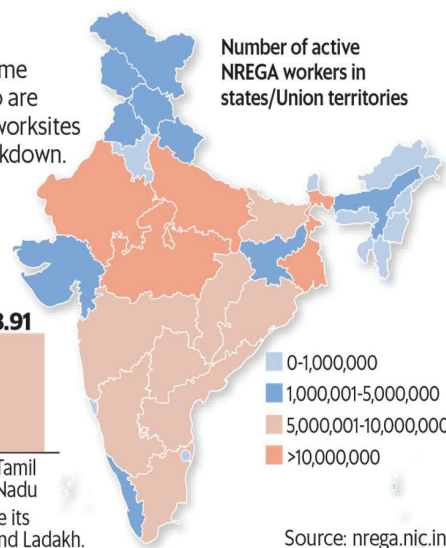 me
are
worksites
kdown.
Number of active
NREGA workers in
states/Union territories
.91
0-1,000,000
1,000,001-5,000,000
5,000,001-10,000,000
>10,000,000
Tamil
Nadu
e its
nd Ladakh.
Source: nrega.nic.in